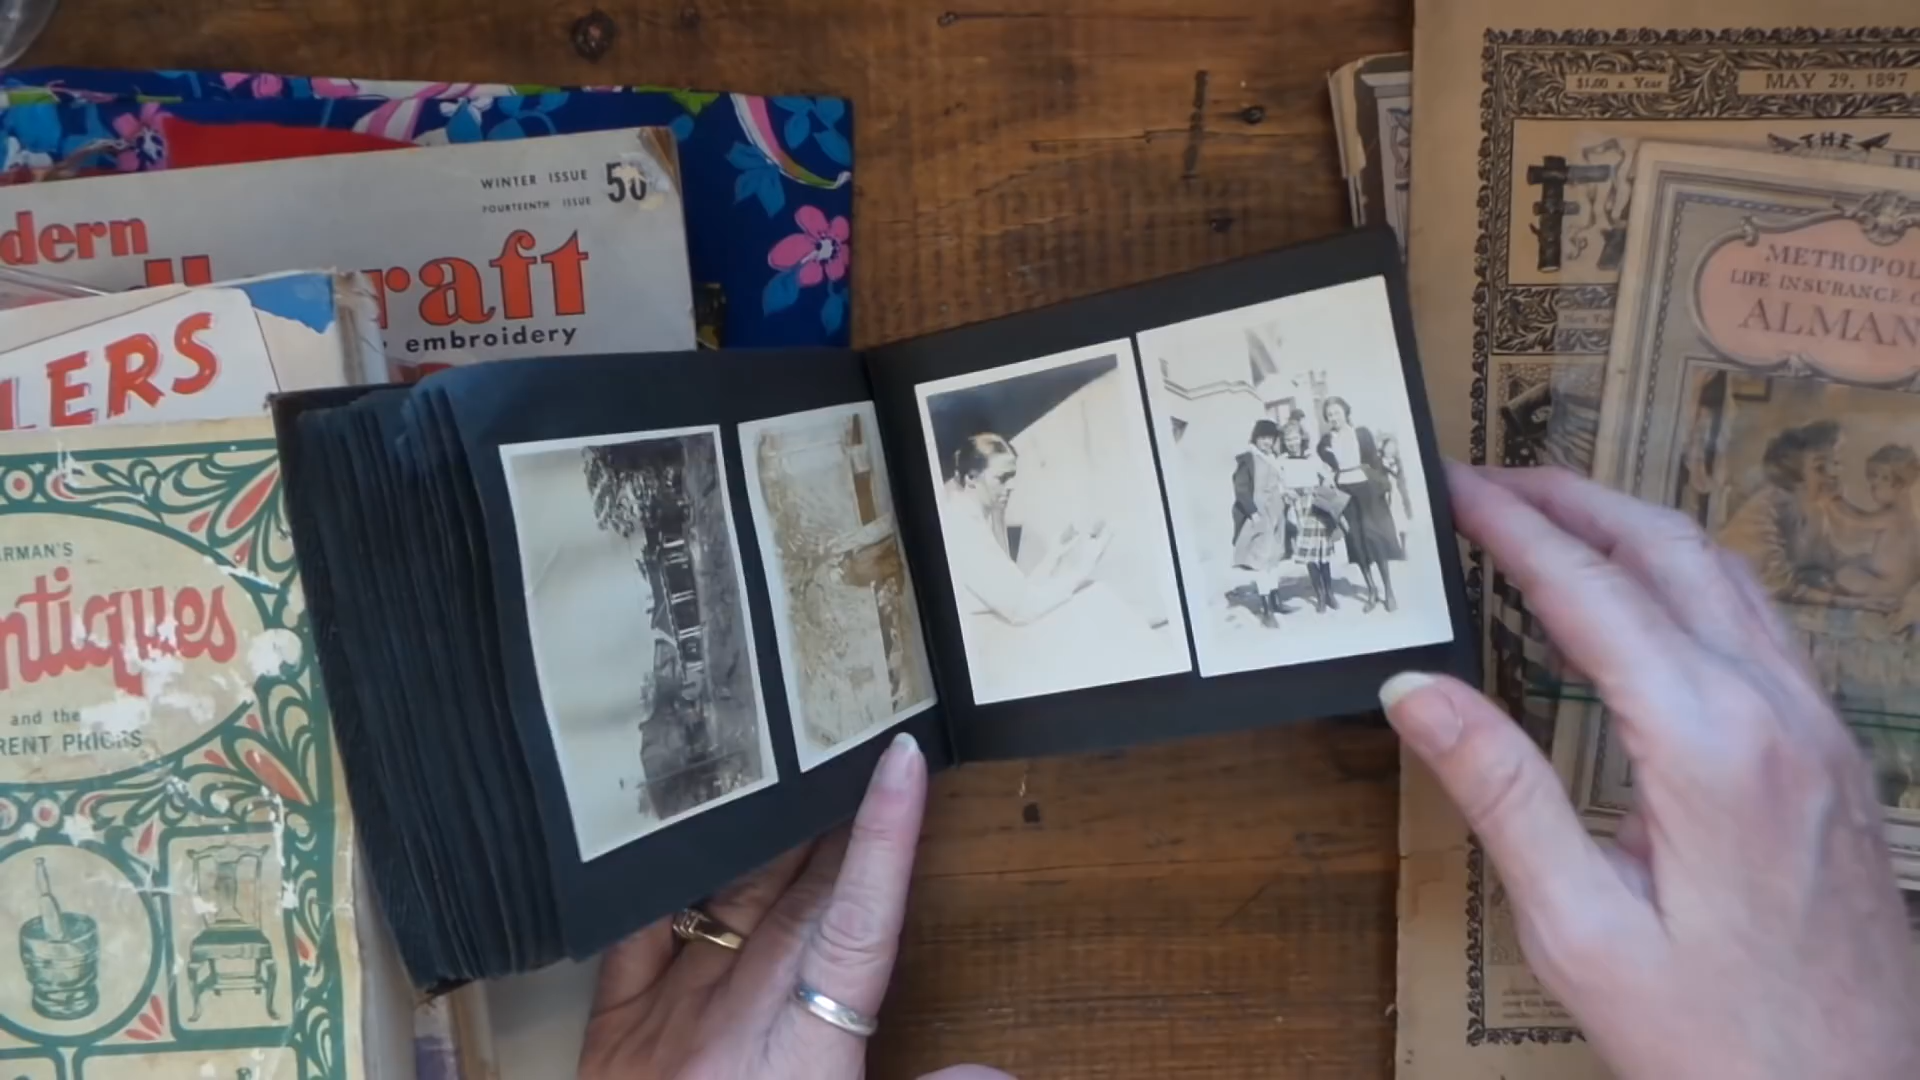 WINTER ISSUE 50
FOURTEENTH ISSUE
dern
raft
embroidery
LERS
RMAN'S
ntiques
and the
RENT PRICES
$1.00 a Year
MAY 29, 1897
THE
METROPOL
LIFE INSURANCE C
ALMAN